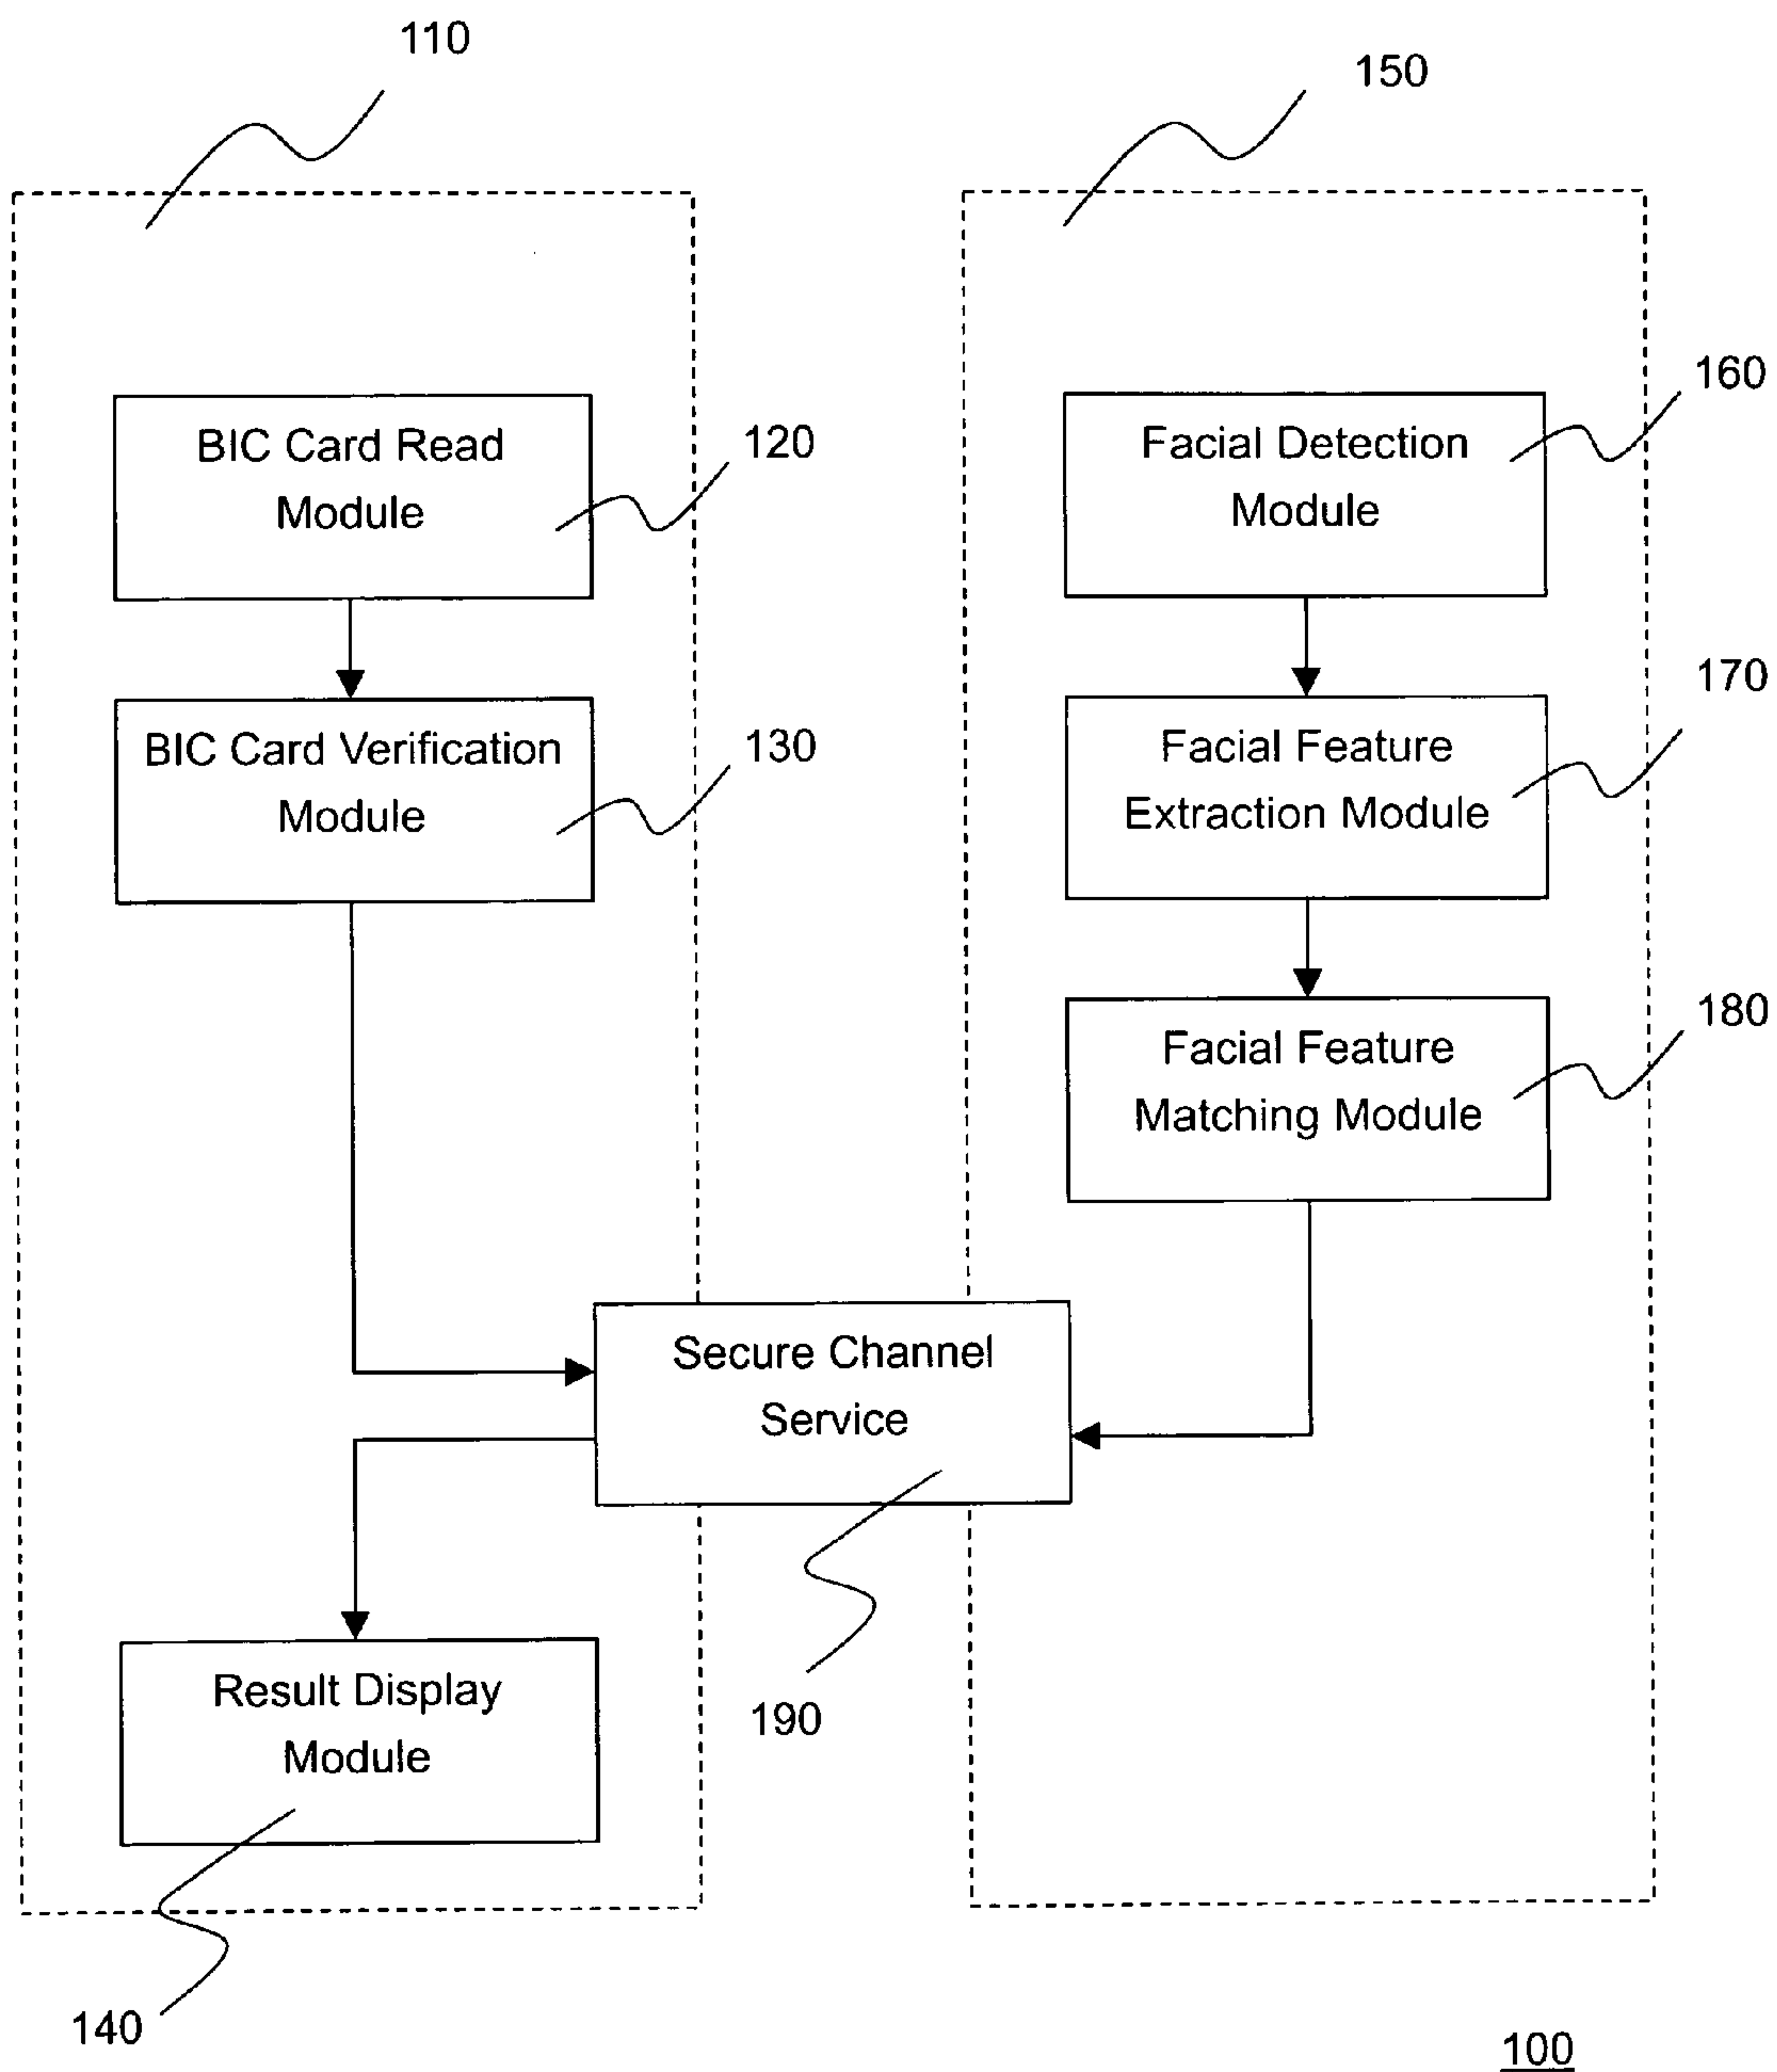 110
150
BIC Card Read
Module
120
Facial Detection
Module
160
BIC Card Verification
Module
130
Facial Feature
Extraction Module
170
Facial Feature
Matching Module
180
Secure Channel
Service
190
Result Display
Module
140
100